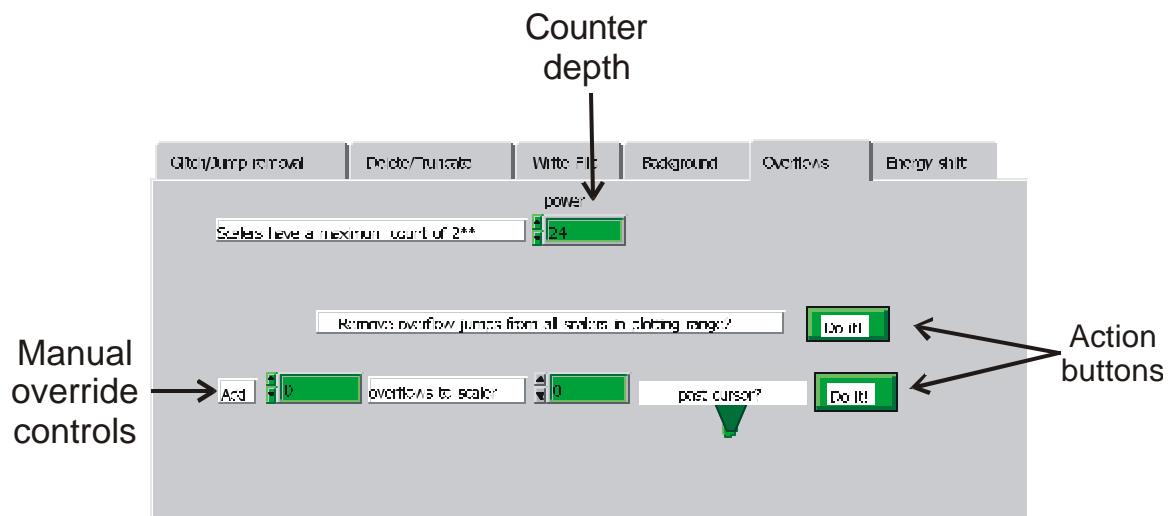 Counter
depth
Glitch/Jump removal
Delete/Truncate
Write File
Background
Overflows
Energy shift
power
Scalers have a maximum count of 2**
24
Remove overflow jumps from all scalers in plotting range?
Do it!
Manual
override
controls
Action
buttons
Add
0
overflows to scaler
0
past cursor?
Do it!